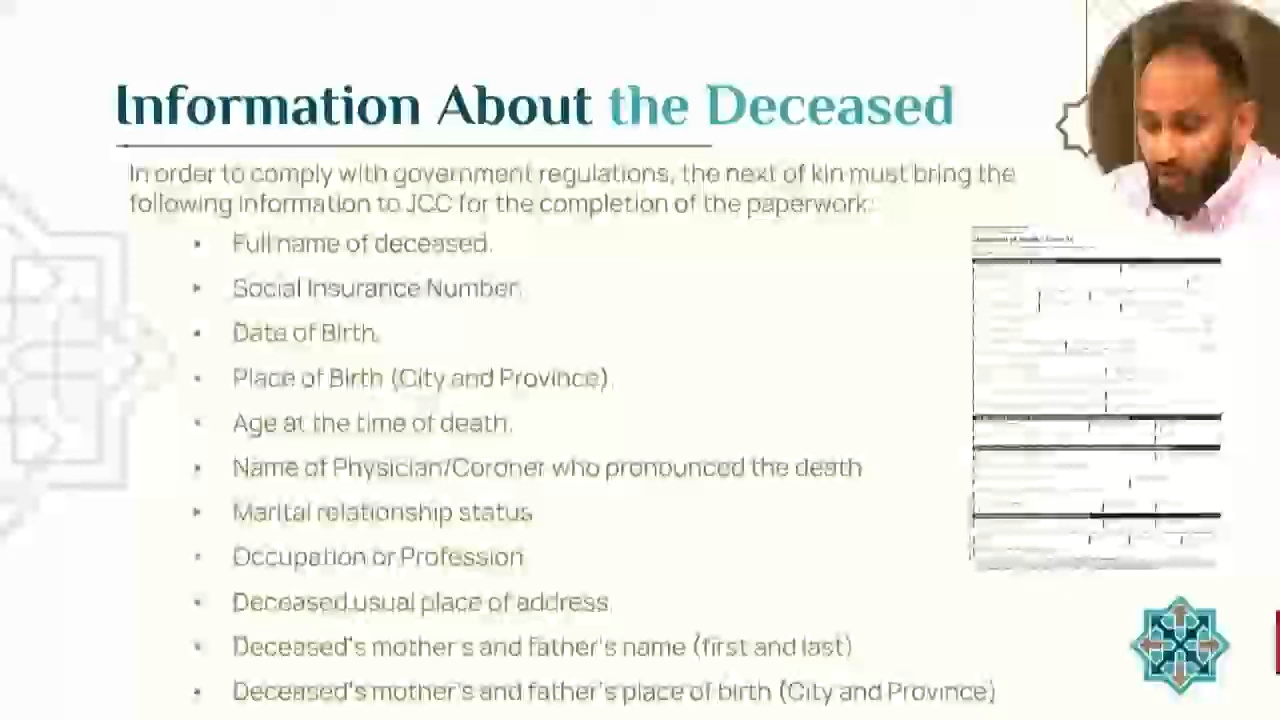 Information About the Deceased
In order to comply with government regulations, the next of kin must bring the
following information to JCC for the completion of the paperwork:
• Full name of deceased.
• Social Insurance Number.
• Date of Birth.
• Place of Birth (City and Province).
• Age at the time of death.
• Name of Physician/Coroner who pronounced the death
• Marital relationship status
• Occupation or Profession
• Deceased usual place of address
• Deceased's mother's and father's name (first and last)
• Deceased's mother's and father's place of birth (City and Province)